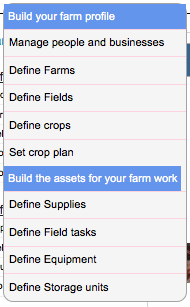 Build your farm profile
Manage people and businesses
Define Farms
Define Fields
Define crops
Set crop plan
Build the assets for your farm work
Define Supplies
Define Field tasks
Define Equipment
Define Storage units